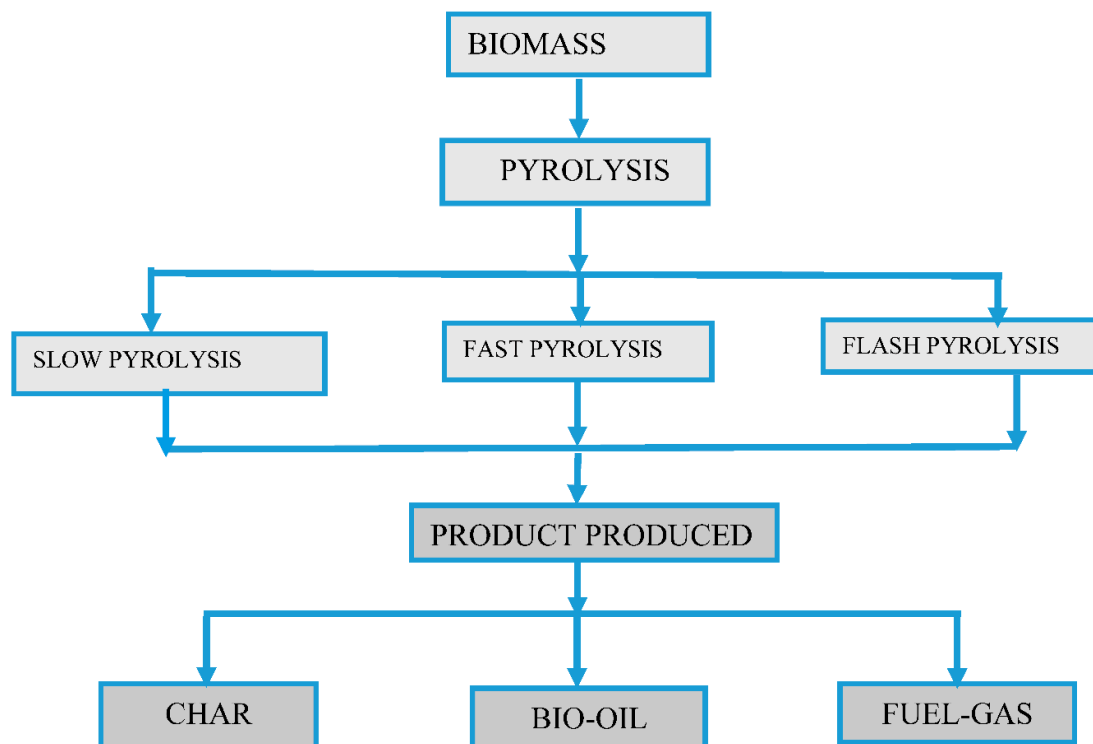 BIOMASS
PYROLYSIS
SLOW PYROLYSIS
FAST PYROLYSIS
FLASH PYROLYSIS
PRODUCT PRODUCED
CHAR
BIO-OIL
FUEL-GAS